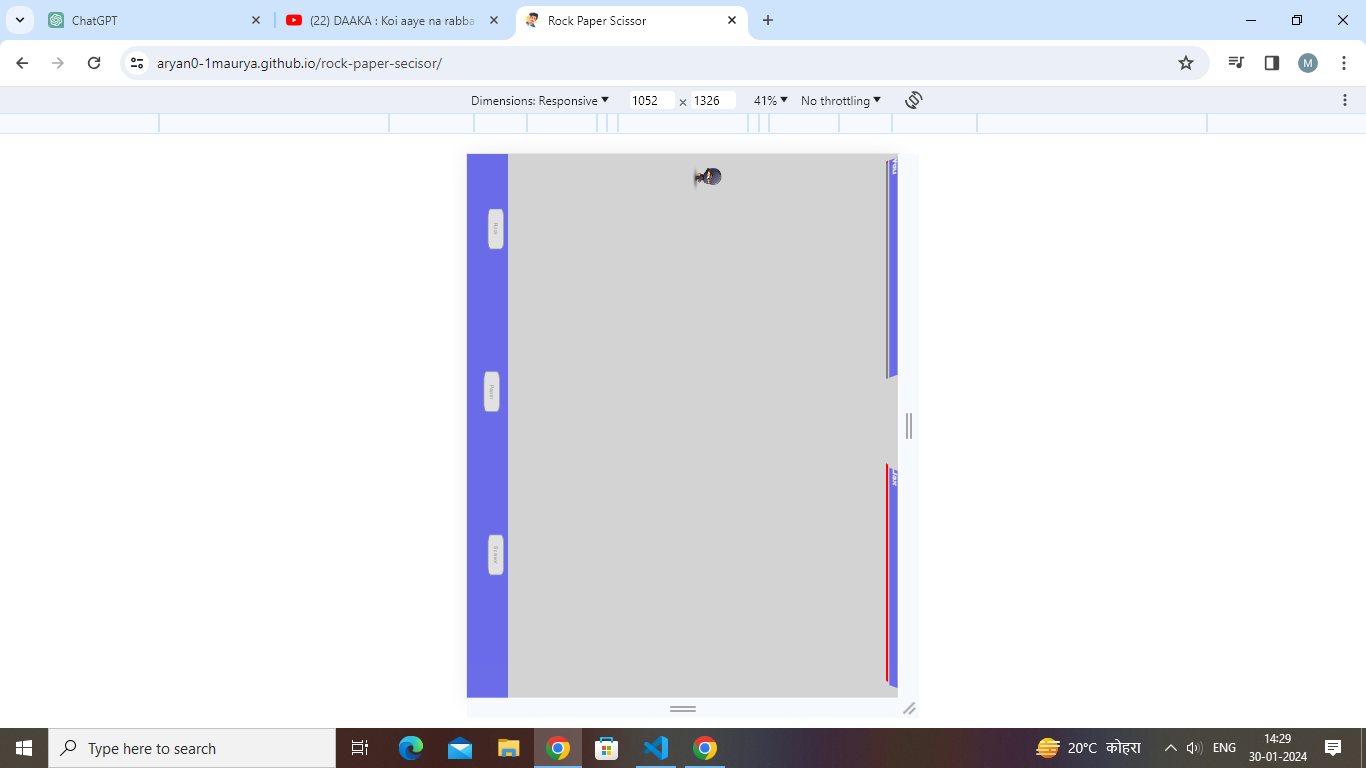 ChatGPT
(22) DAAKA : Koi aaye na rabba
Rock Paper Scissor
aryan0-1maurya.github.io/rock-paper-secisor/
M
Dimensions: Responsive
1052 × 1326
41%
No throttling
Rock
Paper
Scissor
Type here to search
20°C कोहरा
ENG
14:29
30-01-2024